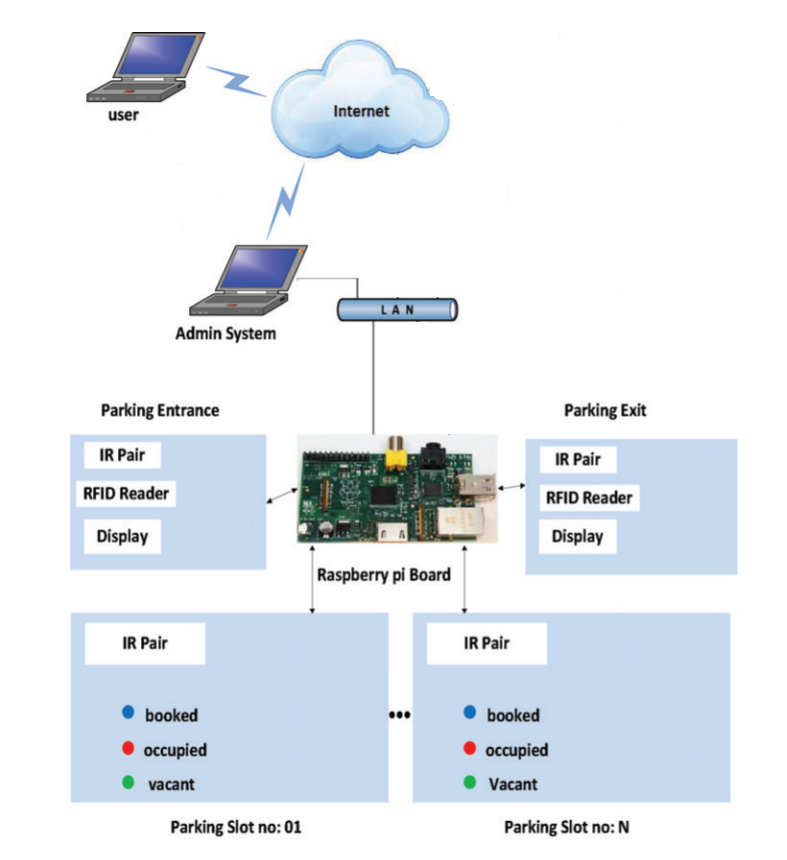 user
Internet
Admin System
L A N
Parking Entrance
Parking Exit
IR Pair
RFID Reader
Display
IR Pair
RFID Reader
Display
Raspberry pi Board
IR Pair
booked
occupied
vacant
IR Pair
booked
occupied
Vacant
Parking Slot no: 01
Parking Slot no: N